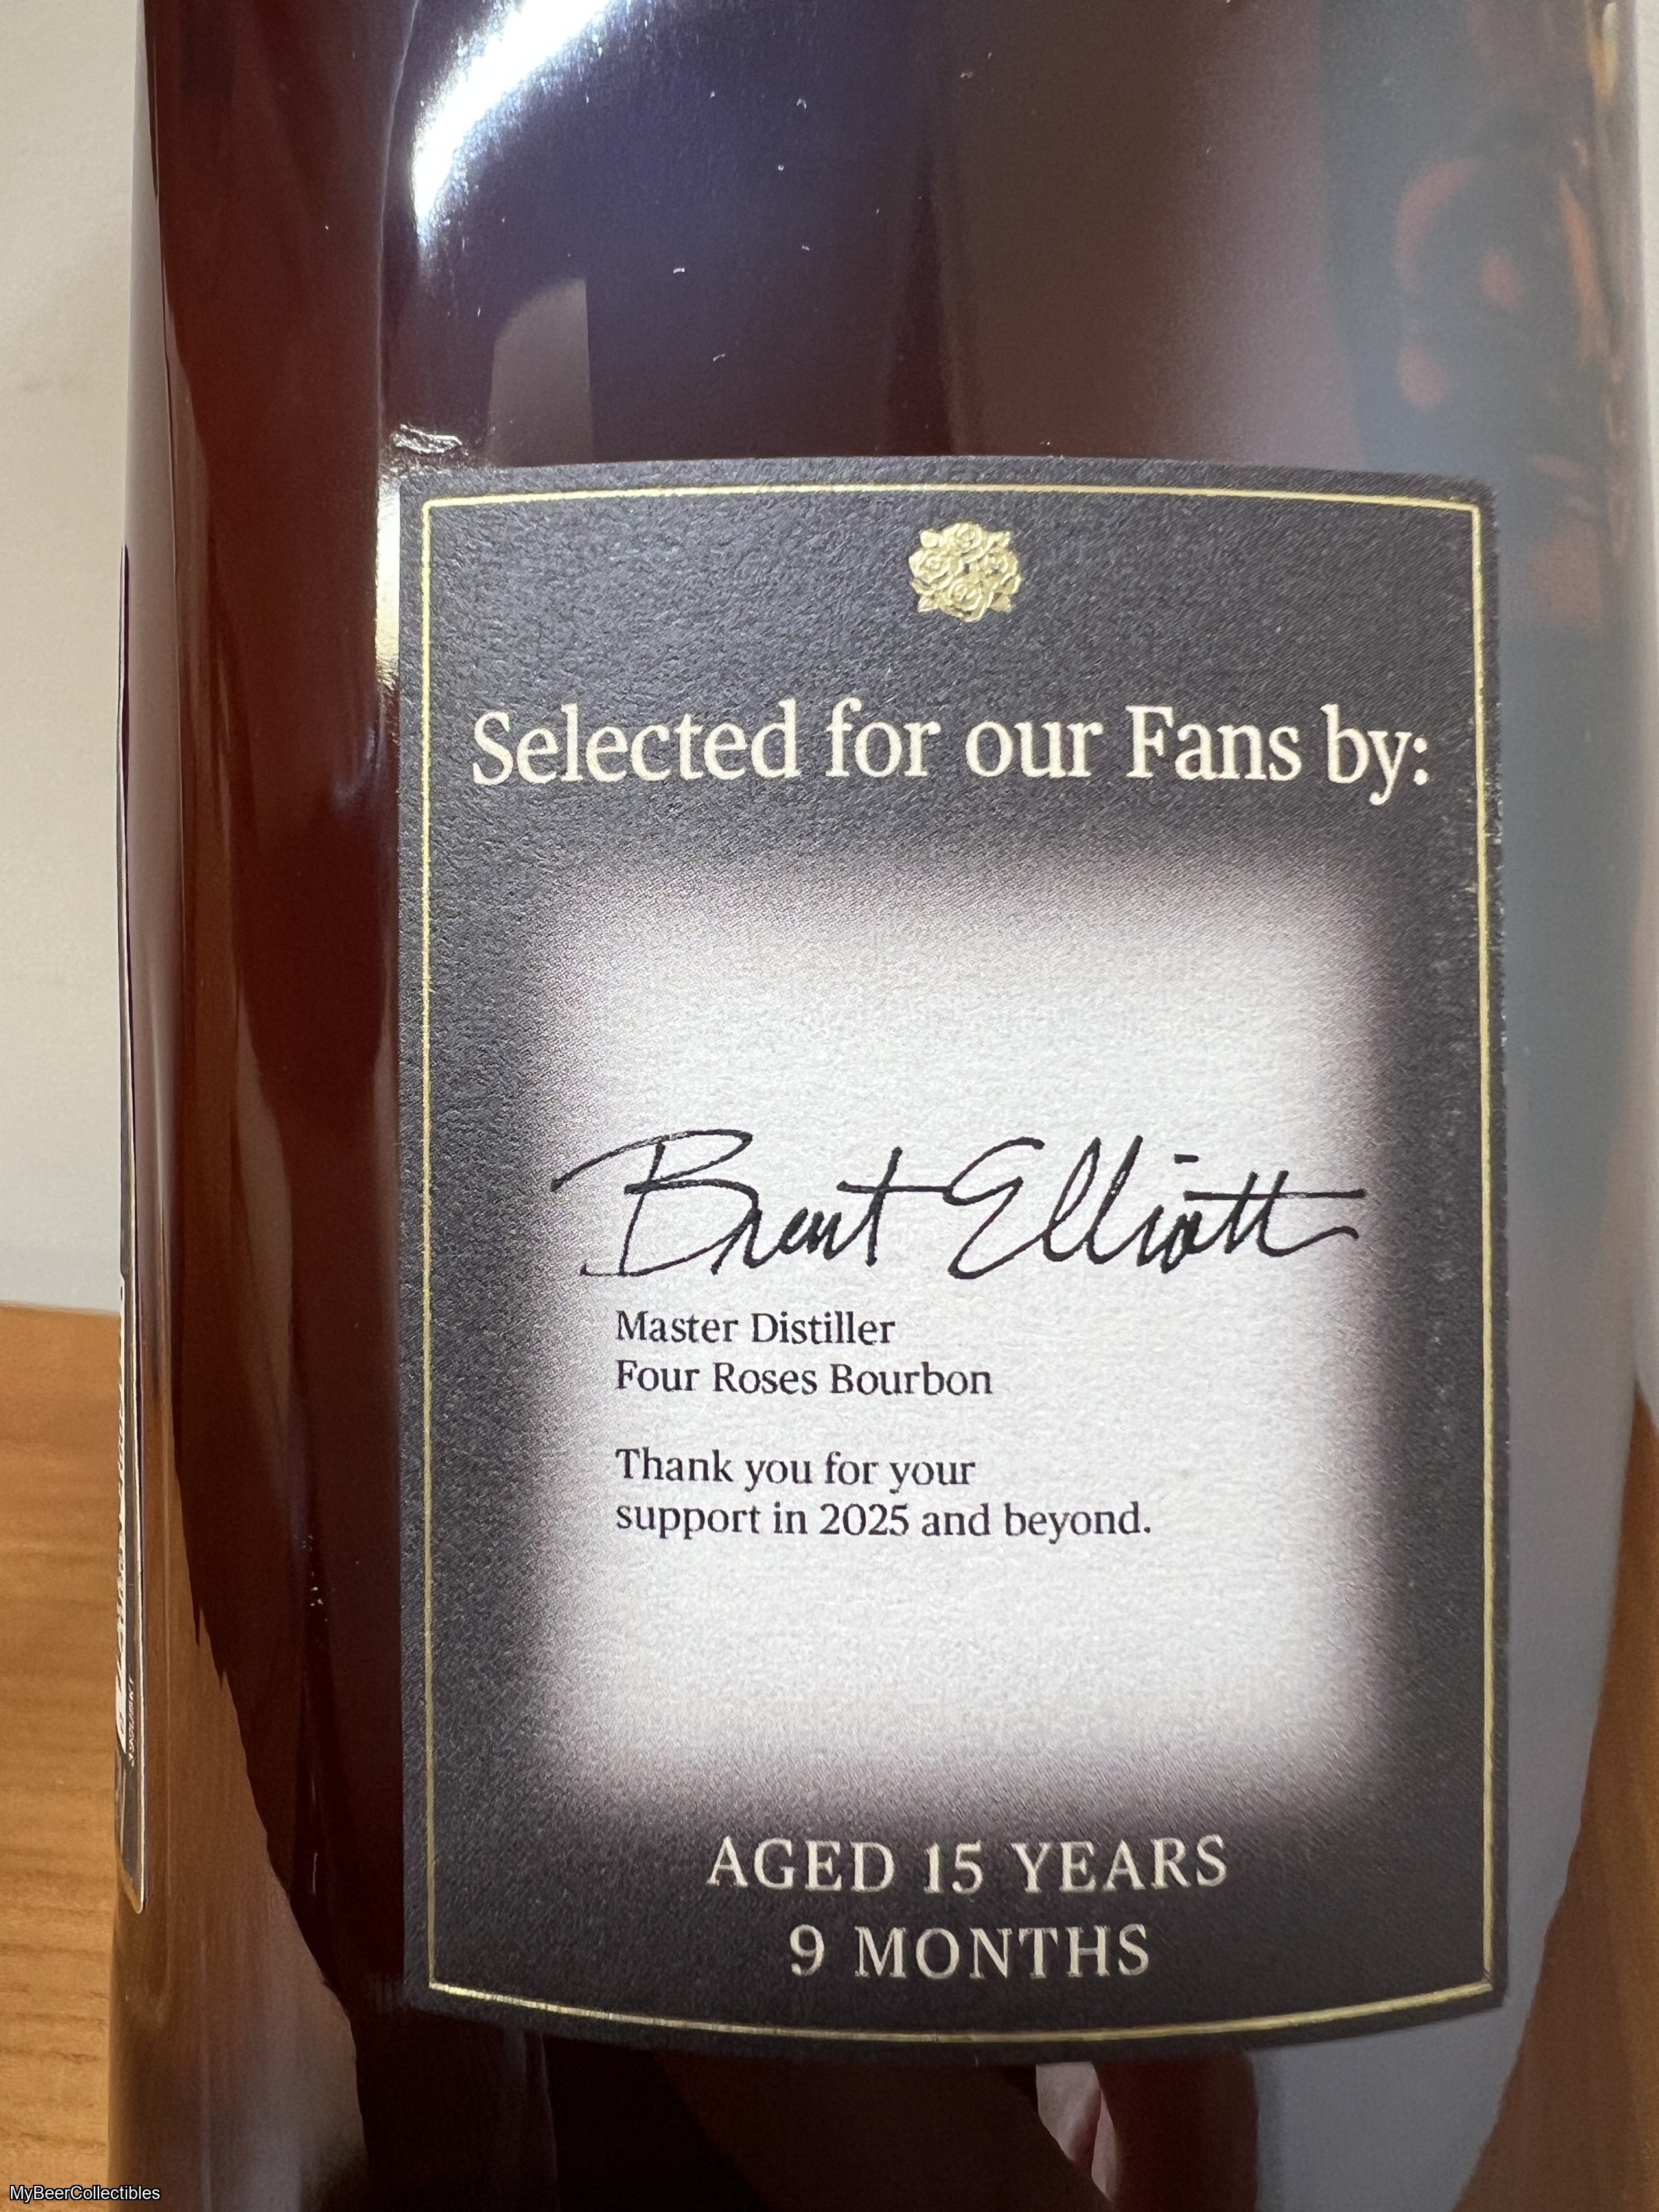 Selected for our Fans by:
Brent Elliott
Master Distiller
Four Roses Bourbon
Thank you for your
support in 2025 and beyond.
AGED 15 YEARS
9 MONTHS
MyBeerCollectibles